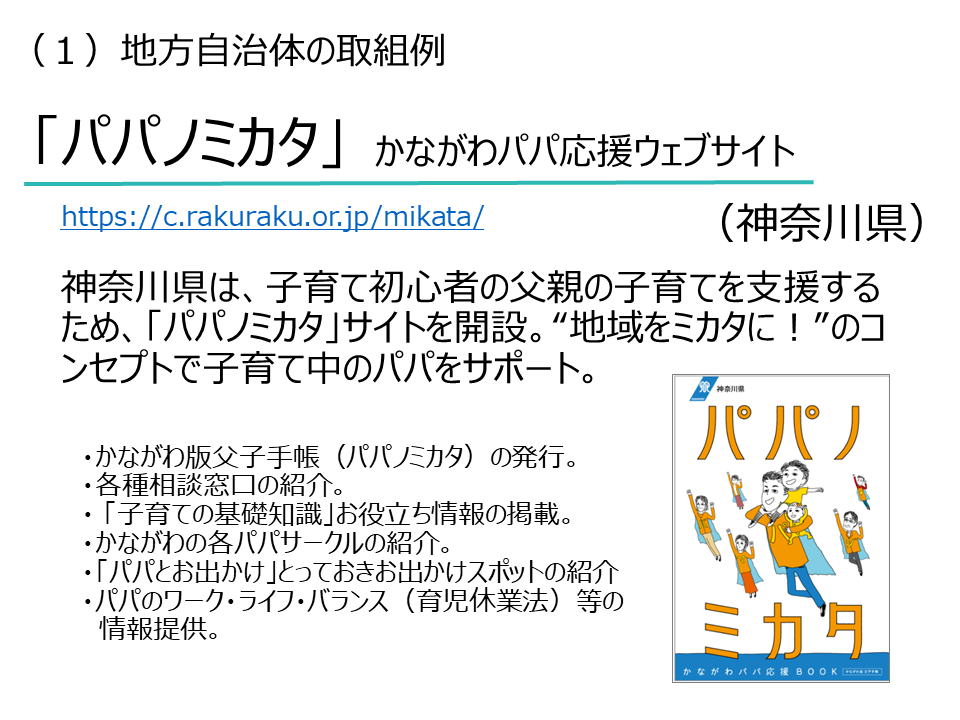 （１）地方自治体の取組例
「パパノミカタ」 かながわパパ応援ウェブサイト
https://c.rakuraku.or.jp/mikata/
（神奈川県）
神奈川県は、子育て初心者の父親の子育てを支援する
ため、「パパノミカタ」サイトを開設。“地域をミカタに！”のコ
ンセプトで子育て中のパパをサポート。
・かながわ版父子手帳（パパノミカタ）の発行。
・各種相談窓口の紹介。
・「子育ての基礎知識」お役立ち情報の掲載。
・かながわの各パパサークルの紹介。
・「パパとお出かけ」とっておきお出かけスポットの紹介
・パパのワーク・ライフ・バランス（育児休業法）等の
情報提供。
神奈川県
パパノ
ミカタ
かながわパパ応援BOOK